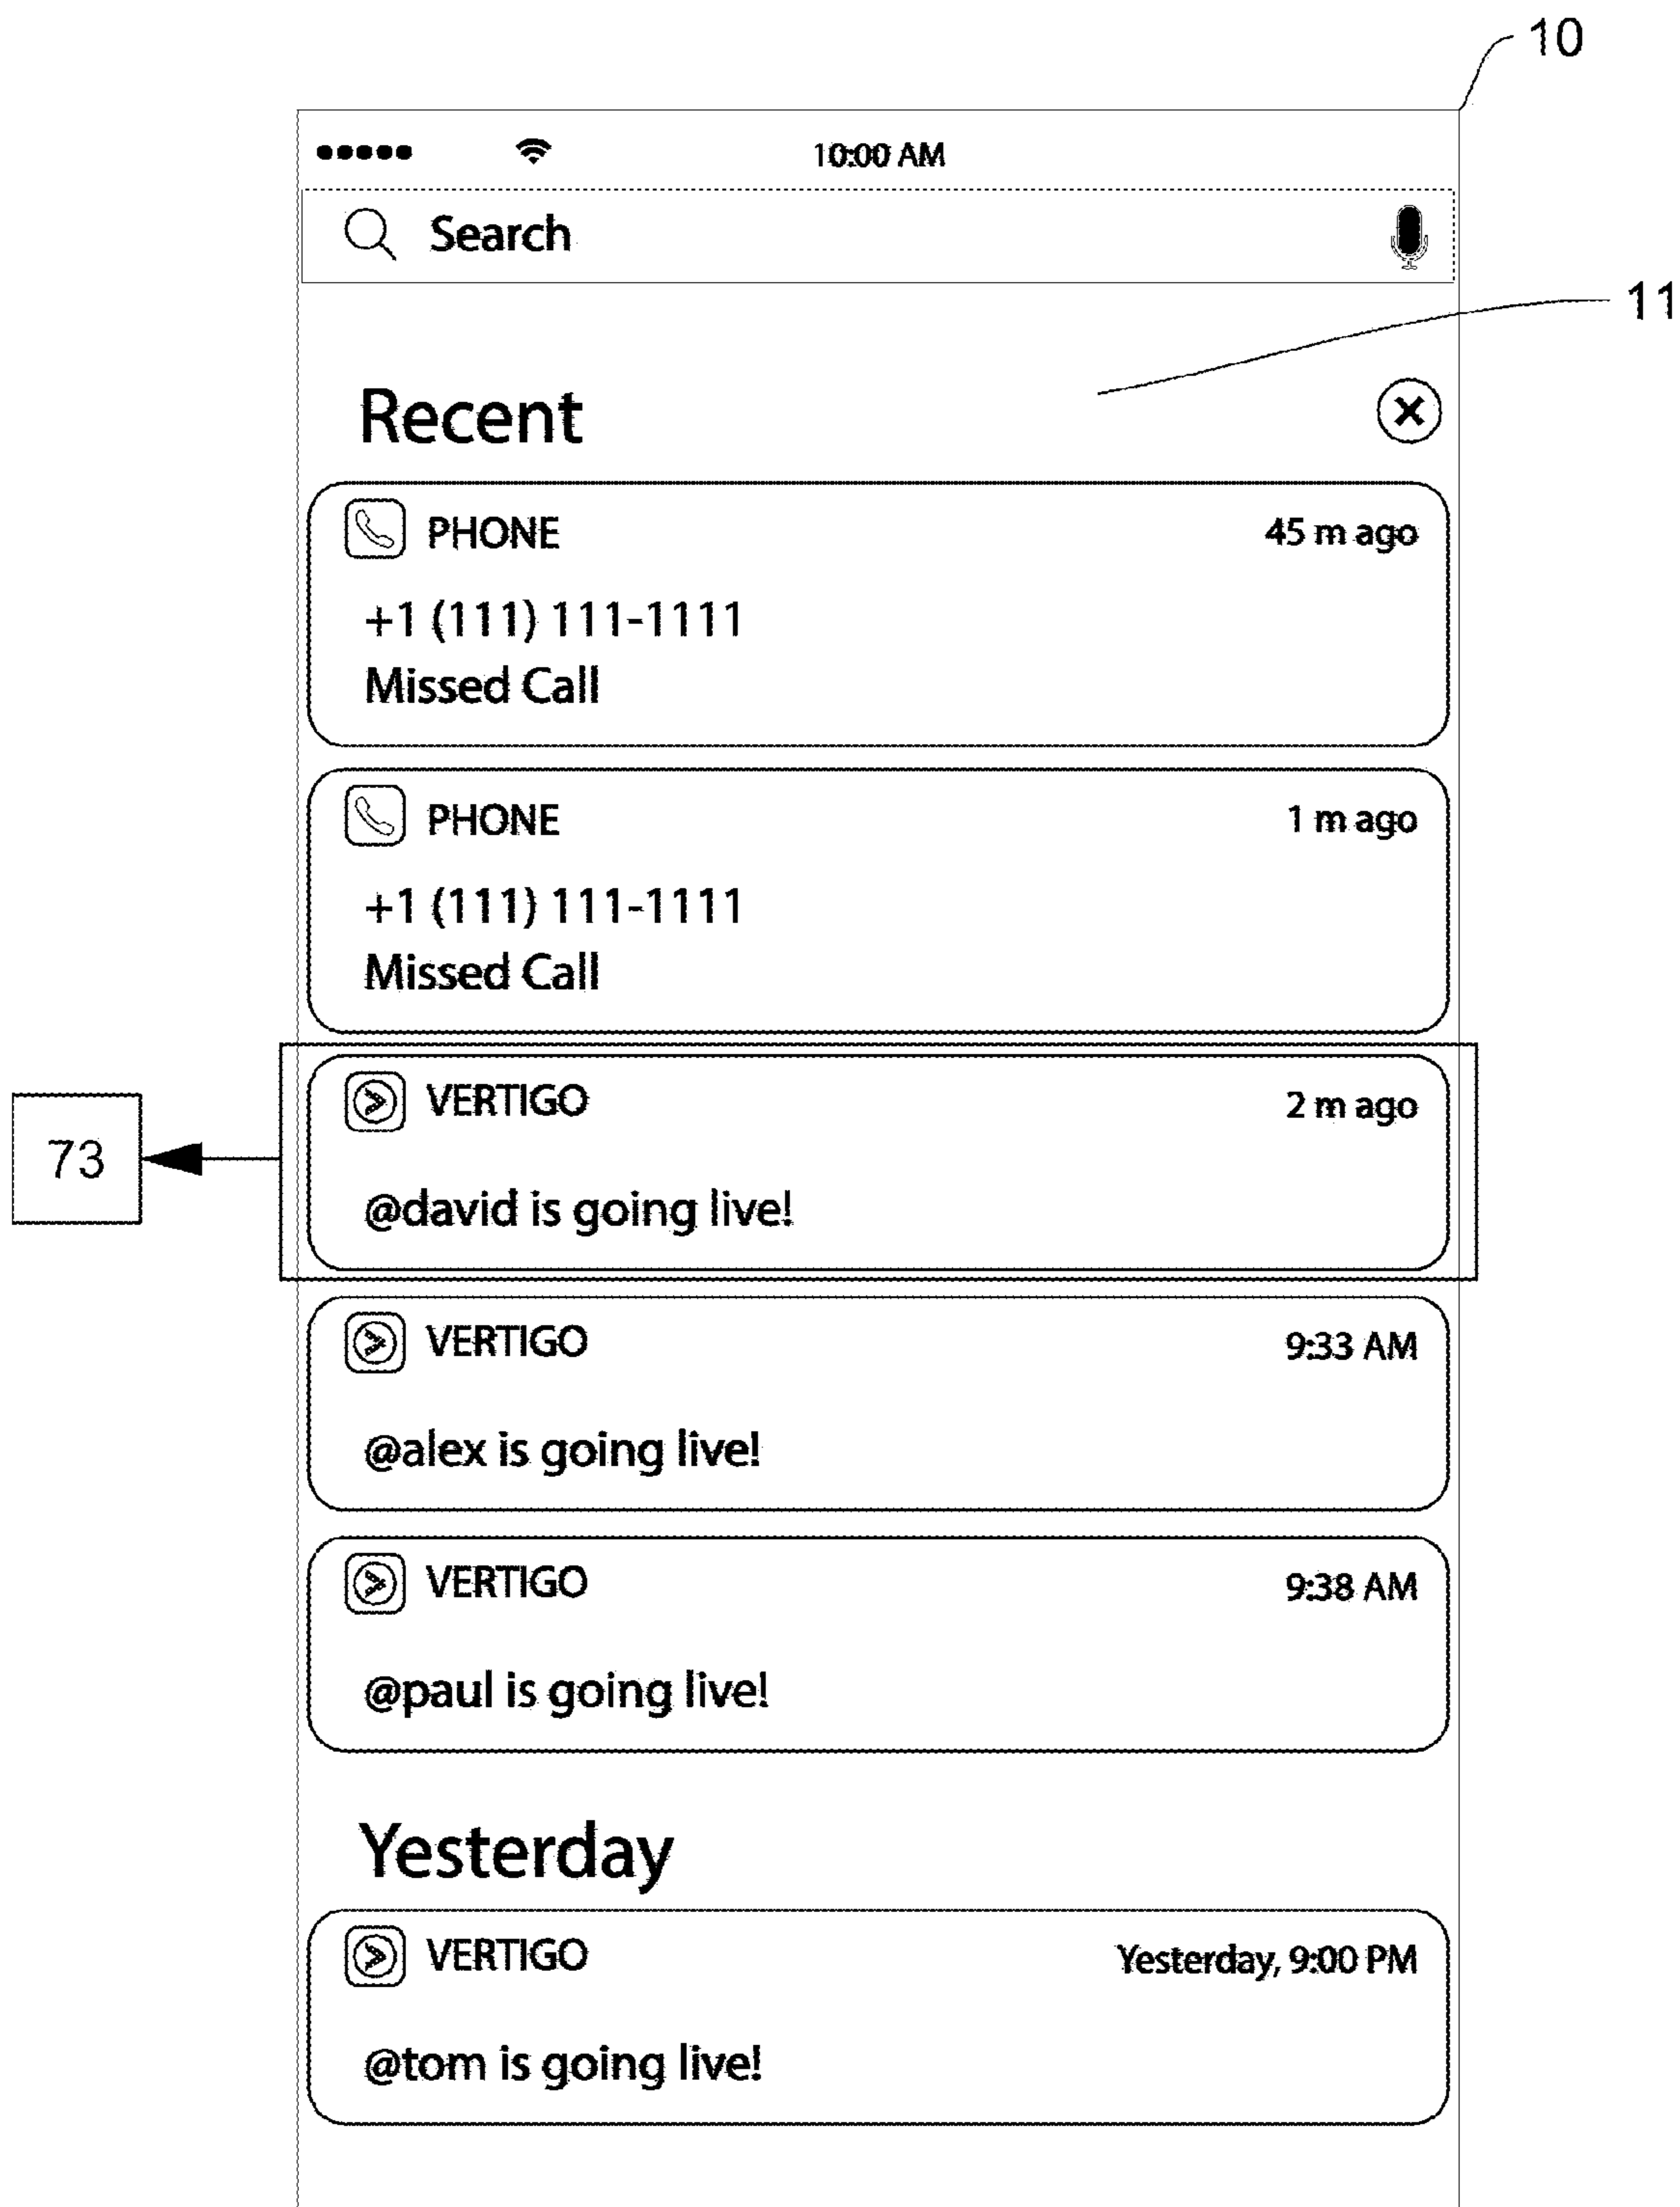 10
10:00 AM
Search
11
Recent
PHONE 45 m ago
+1 (111) 111-1111
Missed Call
PHONE 1 m ago
+1 (111) 111-1111
Missed Call
VERTIGO 2 m ago
73
@david is going live!
VERTIGO 9:33 AM
@alex is going live!
VERTIGO 9:38 AM
@paul is going live!
Yesterday
VERTIGO Yesterday, 9:00 PM
@tom is going live!